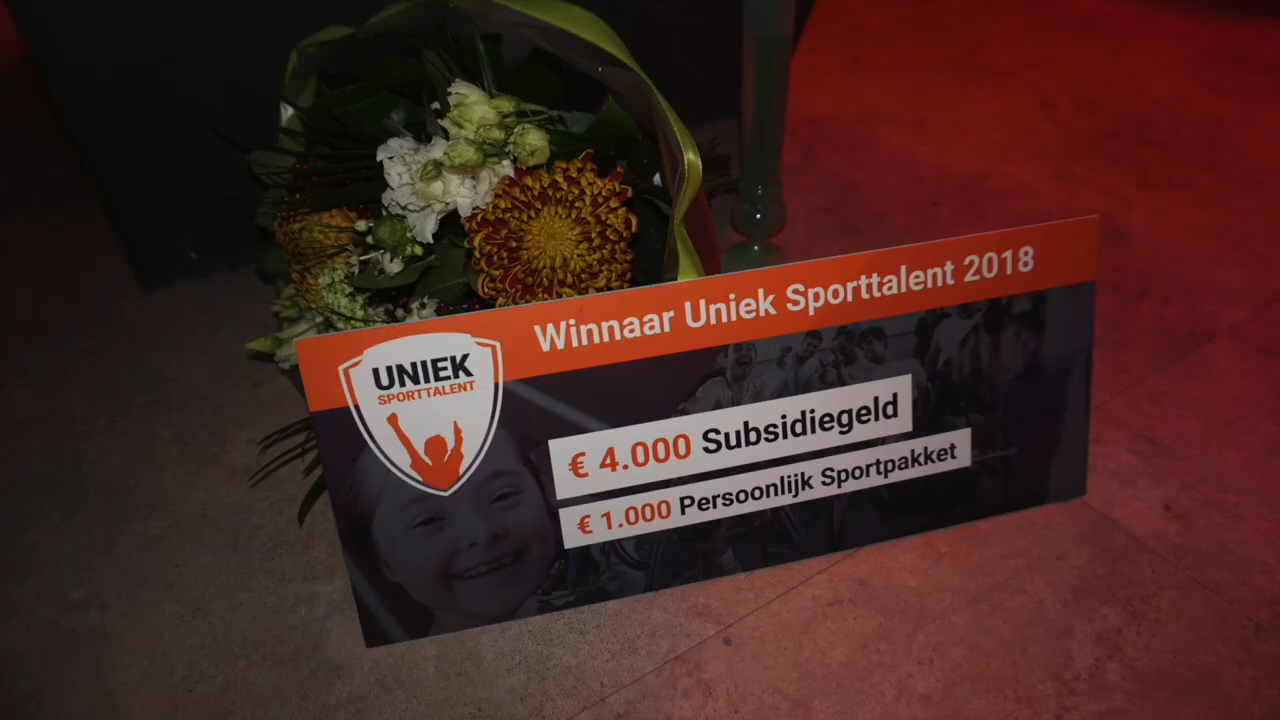 Winnaar Uniek Sporttalent 2018
UNIEK
SPORTTALENT
€ 4.000 Subsidiegeld
€ 1.000 Persoonlijk Sportpakket